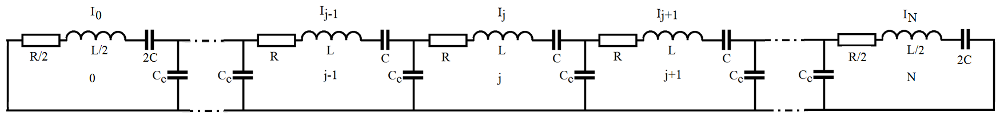 I0 Ij-1 Ij Ij+1 IN
R/2 L/2 2C R L C R L C R L C R/2 L/2 2C
Cc Cc Cc Cc Cc Cc
0 j-1 j j+1 N